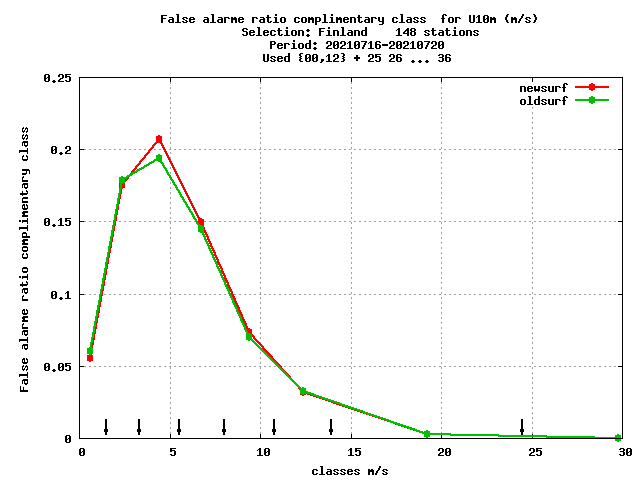 False alarme ratio complimentary class  for U10m (m/s)
Selection: Finland    148 stations
Period: 20210716-20210720
Used {00,12} + 25 26 ... 36
newsurf
oldsurf
0.25
0.2
0.15
0.1
0.05
0
False alarme ratio complimentary class
0 5 10 15 20 25 30
classes m/s